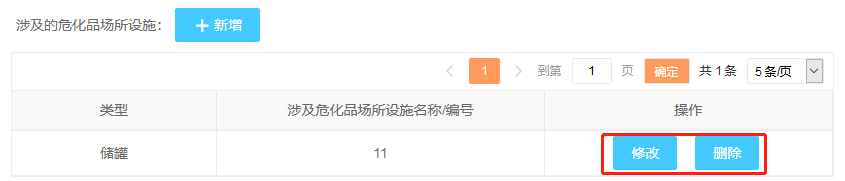 涉及的危化品场所设施：
＋新增
1 到第 1 页 确定 共 1 条 5 条/页
类型 涉及危化品场所设施名称/编号 操作
储罐 11 修改 删除